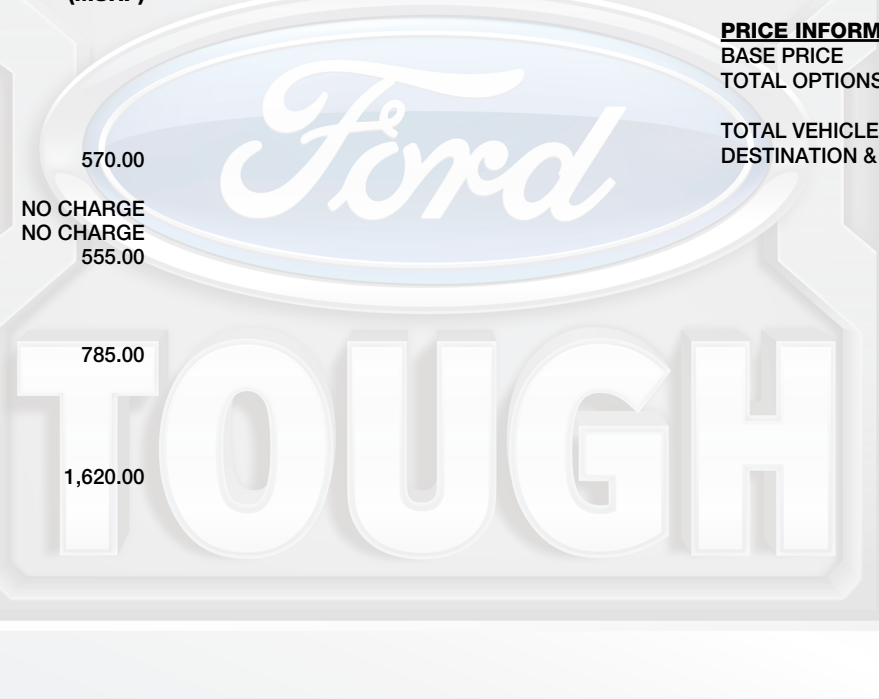 (MSRP)
570.00
NO CHARGE
NO CHARGE
555.00
785.00
1,620.00
PRICE INFORM
BASE PRICE
TOTAL OPTIONS
TOTAL VEHICLE
DESTINATION &
Ford
TOUGH